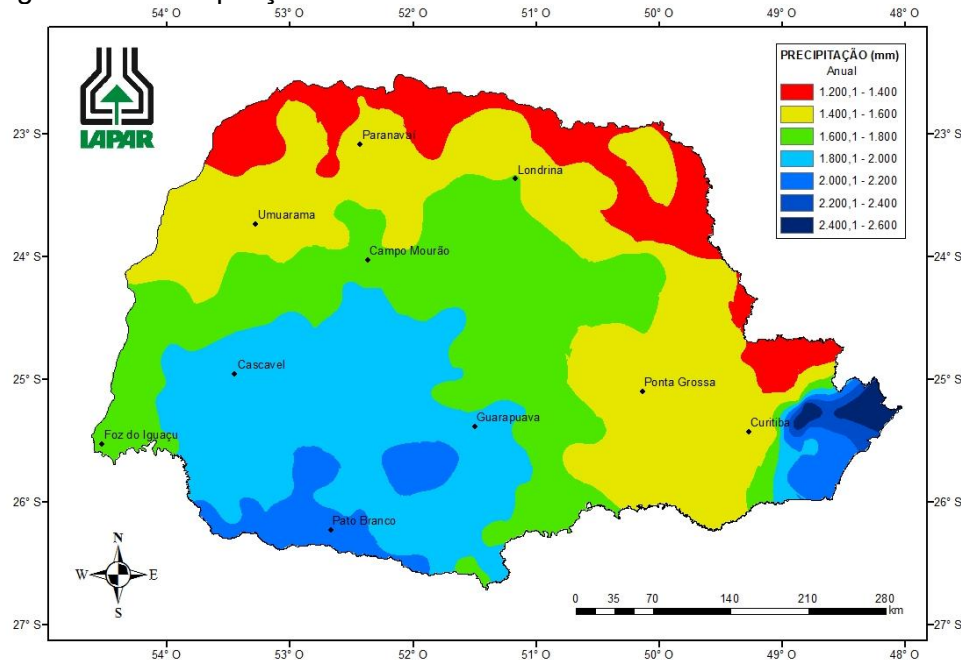 54° O 53° O 52° O 51° O 50° O 49° O 48° O
IAPAR
PRECIPITAÇÃO (mm)
Anual
1.200,1 - 1.400
1.400,1 - 1.600
1.600,1 - 1.800
1.800,1 - 2.000
2.000,1 - 2.200
2.200,1 - 2.400
2.400,1 - 2.600
23° S 23° S
Paranavaí
Londrina
Umuarama
24° S 24° S
Campo Mourão
Cascavel
25° S 25° S
Ponta Grossa
Guarapuava
Curitiba
Foz do Iguaçu
26° S 26° S
Pato Branco
N
W E
S
0 35 70 140 210 280
km
27° S 27° S
54° O 53° O 52° O 51° O 50° O 49° O 48° O